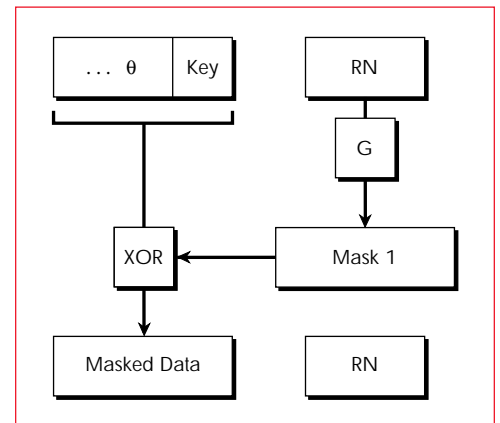 ... θ Key RN
G
XOR Mask 1
Masked Data RN